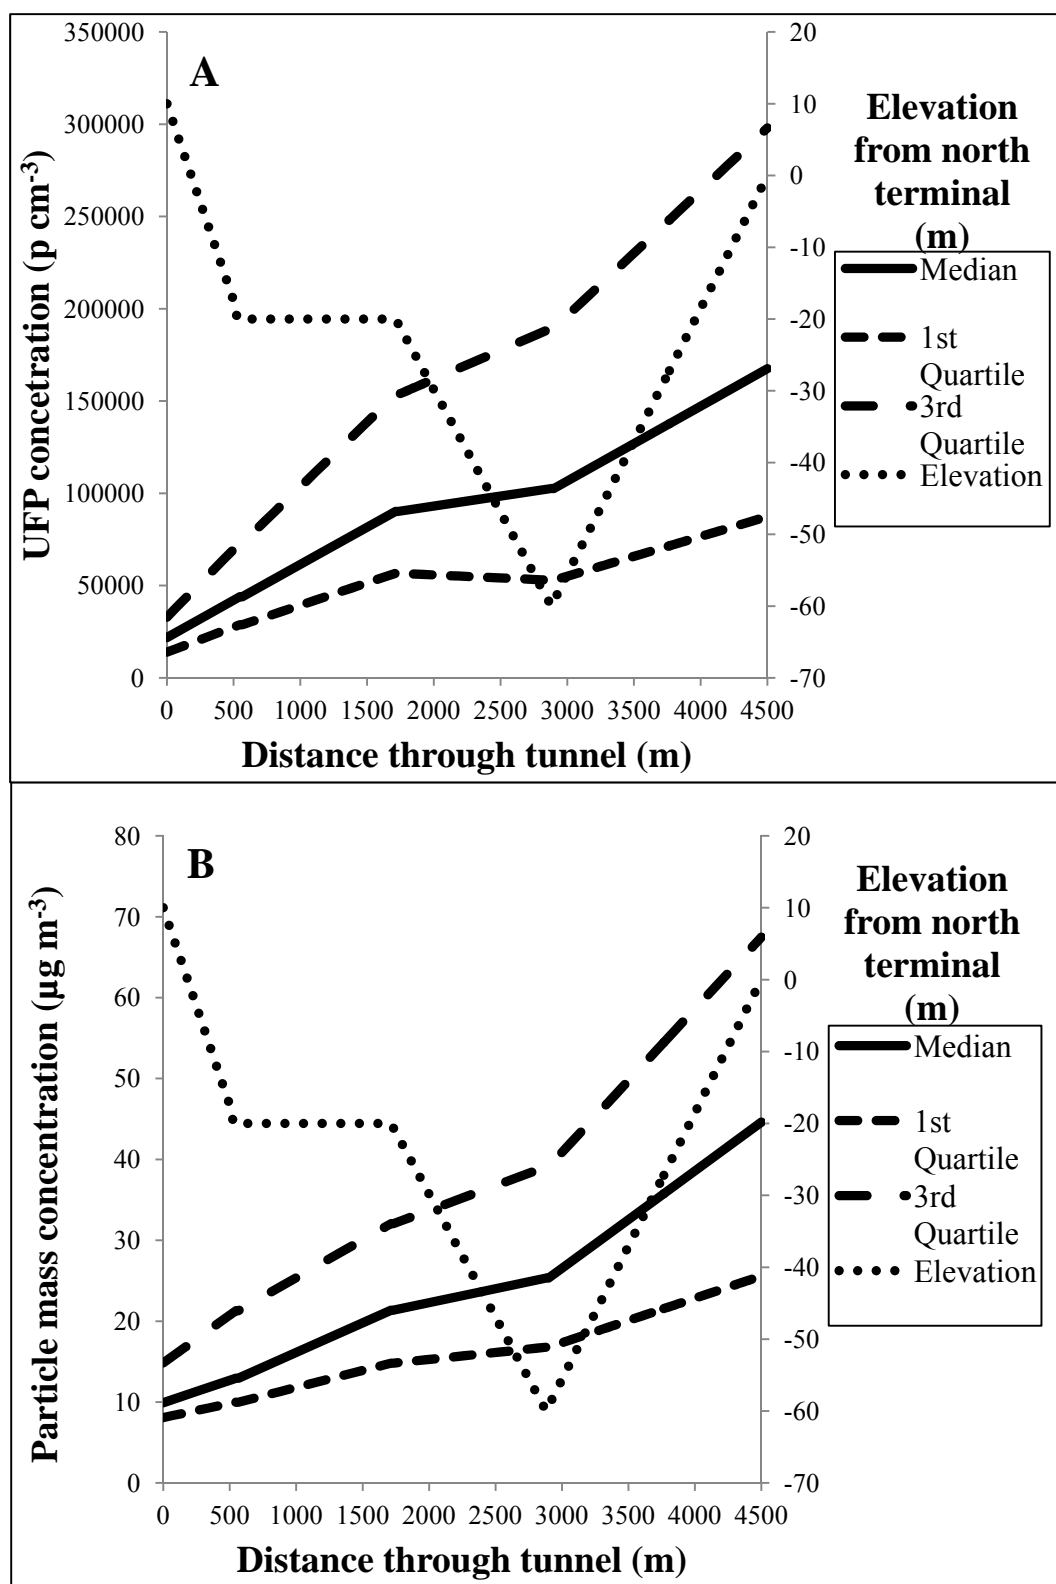 A
350000
300000
250000
200000
150000
100000
50000
0
UFP concetration (p cm-3)
20
10
0
-10
-20
-30
-40
-50
-60
-70
0 500 1000 1500 2000 2500 3000 3500 4000 4500
Distance through tunnel (m)
Elevation
from north
terminal
(m)
Median
1st
Quartile
3rd
Quartile
Elevation
B
80
70
60
50
40
30
20
10
0
Particle mass concentration (µg m-3)
20
10
0
-10
-20
-30
-40
-50
-60
-70
0 500 1000 1500 2000 2500 3000 3500 4000 4500
Distance through tunnel (m)
Elevation
from north
terminal
(m)
Median
1st
Quartile
3rd
Quartile
Elevation